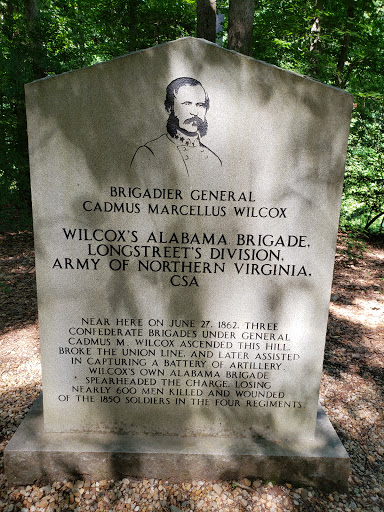 BRIGADIER GENERAL
CADMUS MARCELLUS WILCOX
WILCOX'S ALABAMA BRIGADE,
LONGSTREET'S DIVISION,
ARMY OF NORTHERN VIRGINIA,
CSA
NEAR HERE ON JUNE 27, 1862, THREE
CONFEDERATE BRIGADES UNDER GENERAL
CADMUS M. WILCOX ASCENDED THIS HILL,
BROKE THE UNION LINE, AND LATER ASSISTED
IN CAPTURING A BATTERY OF ARTILLERY.
WILCOX'S OWN ALABAMA BRIGADE
SPLEARHEADED THE CHARGE, LOSING
NEARLY 600 MEN KILLED AND WOUNDED
OF THE 1850 SOLDIERS IN THE FOUR REGIMENTS